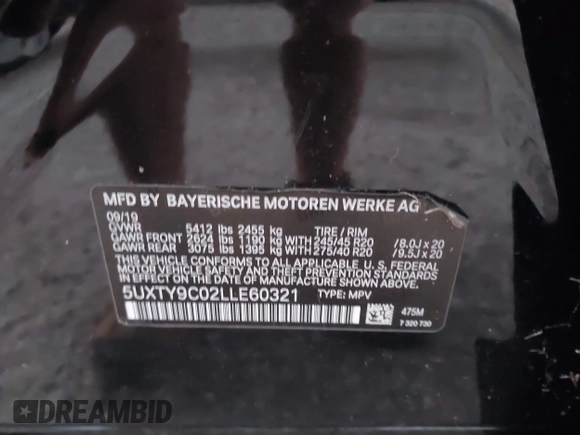 MFD BY BAYERISCHE MOTOREN WERKE AG
09/19
GVWR 5412 lbs 2455 kg TIRE / RIM
GAWR FRONT 2624 lbs 1190 kg WITH 245/45 R20 /8.0J x 20
GAWR REAR 3075 lbs 1395 kg WITH 275/40 R20 /9.5J x 20
THIS VEHICLE CONFORMS TO ALL APPLICABLE U.S. FEDERAL
MOTOR VEHICLE SAFETY AND THEFT PREVENTION STANDARDS
IN EFFECT ON THE DATE OF MANUFACTURE SHOWN ABOVE.
5UXTY9C02LLE60321 TYPE: MPV
475M
7 320 730
DREAMBID